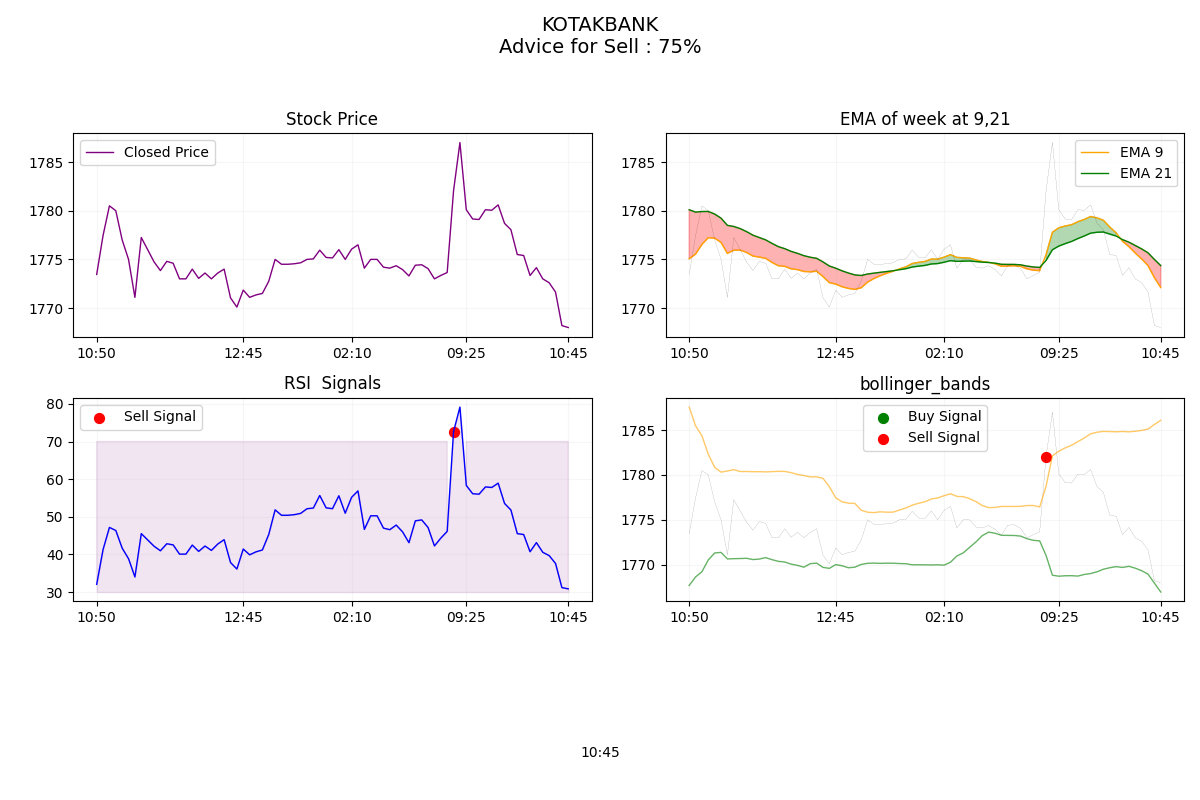 KOTAKBANK
Advice for Sell : 75%
Stock Price
Closed Price
1785
1780
1775
1770
10:50 12:45 02:10 09:25 10:45
EMA of week at 9,21
EMA 9
EMA 21
1785
1780
1775
1770
10:50 12:45 02:10 09:25 10:45
RSI  Signals
Sell Signal
80
70
60
50
40
30
10:50 12:45 02:10 09:25 10:45
bollinger_bands
Buy Signal
Sell Signal
1785
1780
1775
1770
10:50 12:45 02:10 09:25 10:45
10:45